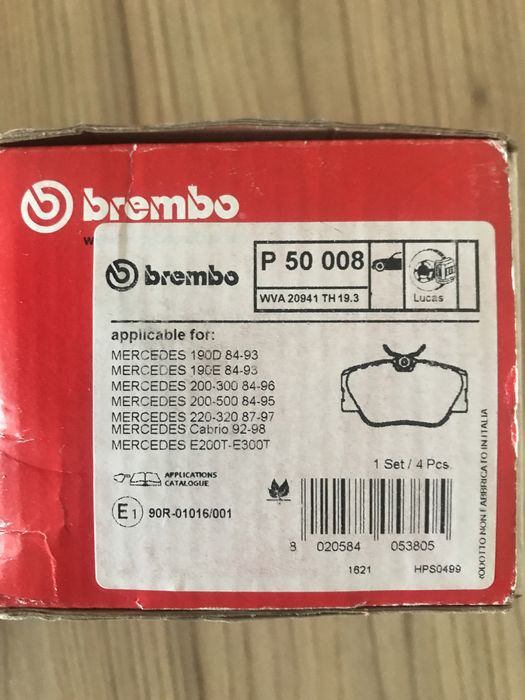 brembo
w
brembo
P 50 008
WVA 20941 TH 19.3
Lucas
applicable for:
MERCEDES 190D 84-93
MERCEDES 190E 84-93
MERCEDES 200-300 84-96
MERCEDES 200-500 84-95
MERCEDES 220-320 87-97
MERCEDES Cabrio 92-98
MERCEDES E200T-E300T
1 Set / 4 Pcs.
APPLICATIONS
CATALOGUE
E1 90R-01016/001
8 020584 053805
1621 HPS0499
RODOTTO NON FABBRICATO IN ITALIA